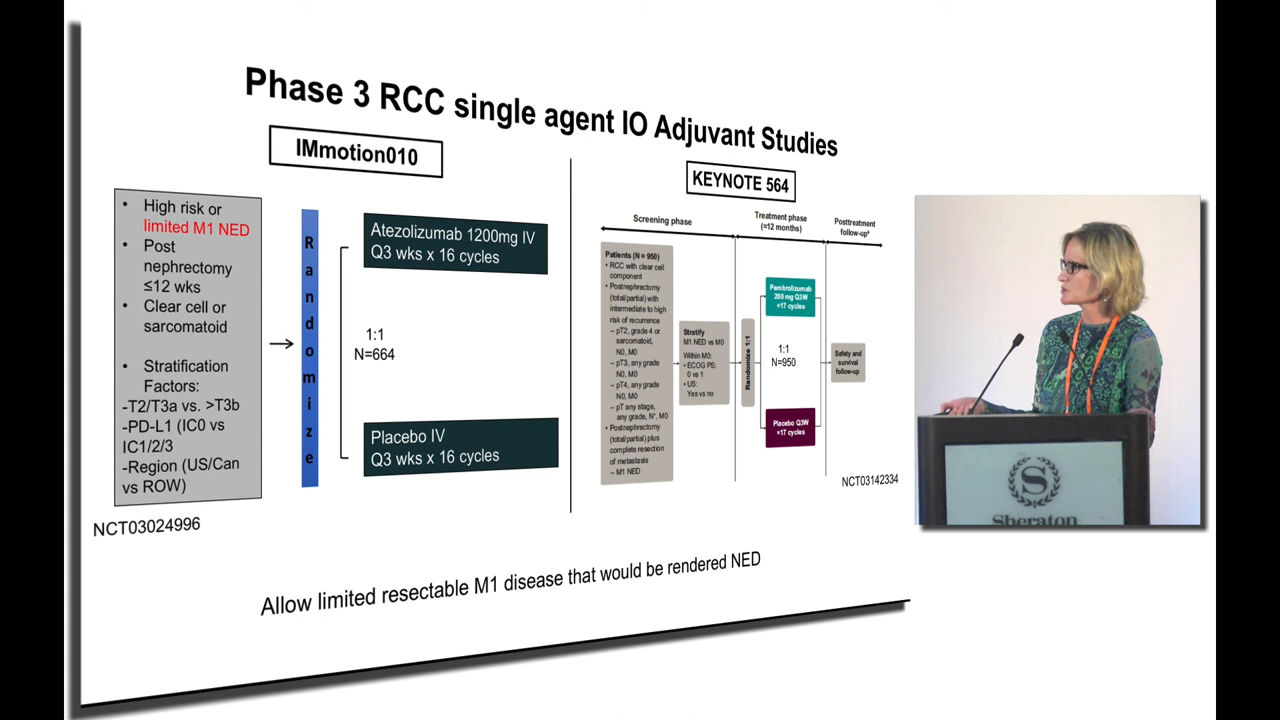 Phase 3 RCC single agent IO Adjuvant Studies
IMmotion010
• High risk or
limited M1 NED
• Post
nephrectomy
≤12 wks
• Clear cell or
sarcomatoid
• Stratification
Factors:
-T2/T3a vs. >T3b
-PD-L1 (IC0 vs
IC1/2/3
-Region (US/Can
vs ROW)
NCT03024996
Randomize
Atezolizumab 1200mg IV
Q3 wks x 16 cycles
1:1
N=664
Placebo IV
Q3 wks x 16 cycles
KEYNOTE 564
Screening phase
Treatment phase
(≈12 months)
Posttreatment
follow-upª
Patients (N = 950)
• RCC with clear cell
component
• Postnephrectomy
(total/partial) with
intermediate to high
risk of recurrence
– pT2, grade 4 or
sarcomatoid,
N0, M0
– pT3, any grade
N0, M0
– pT4, any grade
N0, M0
– pT any stage,
any grade, N⁺, M0
• Postnephrectomy
(total/partial) plus
complete resection
of metastasis
– M1 NED
Stratify
M1 NED vs M0
Within M0:
• ECOG PS:
0 vs 1
• US:
Yes vs no
Randomize 1:1
Pembrolizumab
200 mg Q3W
×17 cycles
1:1
N=950
Placebo Q3W
×17 cycles
Safety and
survival
follow-up
NCT03142334
Allow limited resectable M1 disease that would be rendered NED
Sheraton